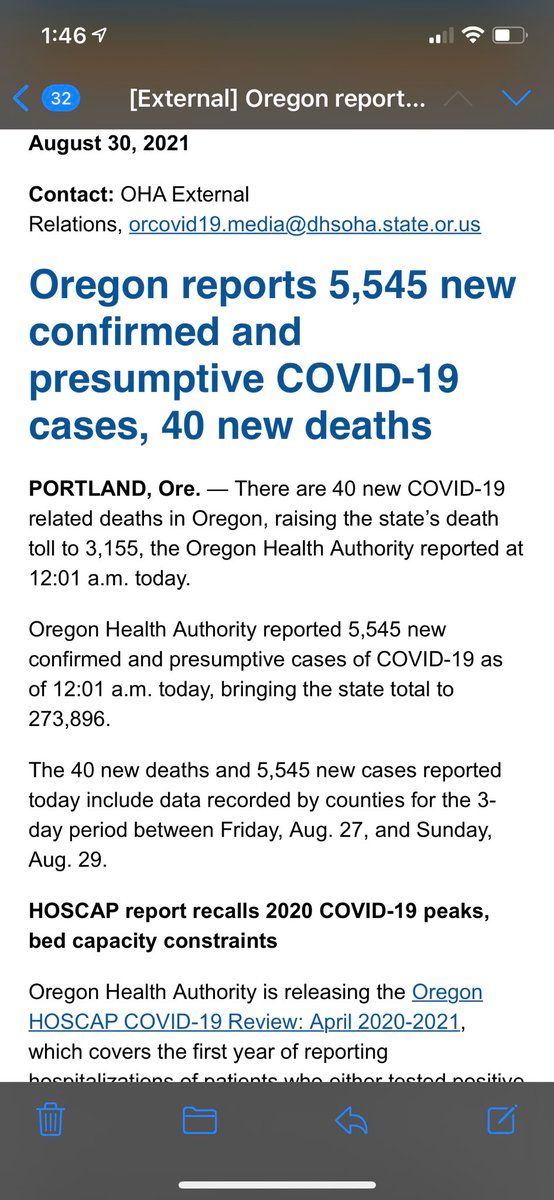 1:46
32
[External] Oregon report...
August 30, 2021
Contact: OHA External
Relations, orcovid19.media@dhsoha.state.or.us
Oregon reports 5,545 new
confirmed and
presumptive COVID-19
cases, 40 new deaths
PORTLAND, Ore. — There are 40 new COVID-19
related deaths in Oregon, raising the state’s death
toll to 3,155, the Oregon Health Authority reported at
12:01 a.m. today.
Oregon Health Authority reported 5,545 new
confirmed and presumptive cases of COVID-19 as
of 12:01 a.m. today, bringing the state total to
273,896.
The 40 new deaths and 5,545 new cases reported
today include data recorded by counties for the 3-
day period between Friday, Aug. 27, and Sunday,
Aug. 29.
HOSCAP report recalls 2020 COVID-19 peaks,
bed capacity constraints
Oregon Health Authority is releasing the Oregon
HOSCAP COVID-19 Review: April 2020-2021,
which covers the first year of reporting
hospitalizations of patients who either tested positive